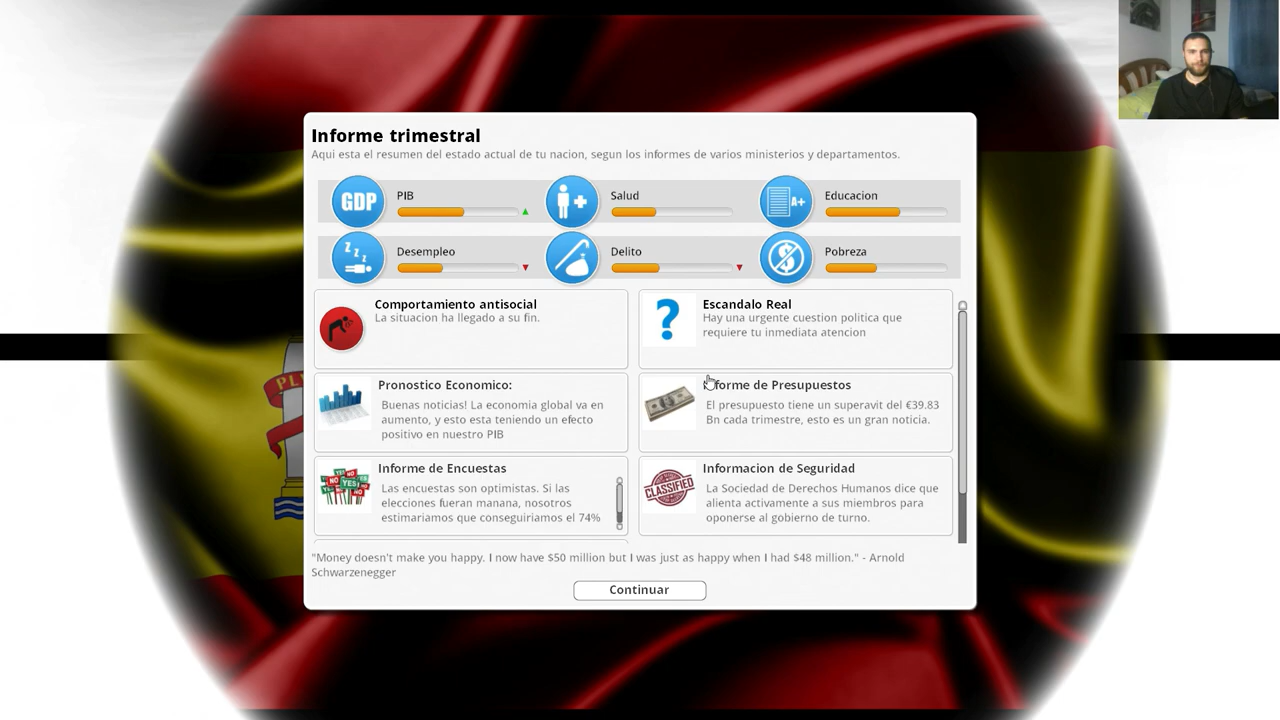 Informe trimestral
Aqui esta el resumen del estado actual de tu nacion, segun los informes de varios ministerios y departamentos.
GDP
PIB
Salud
A+
Educacion
Z Z Z
Desempleo
Delito
$
Pobreza
Comportamiento antisocial
La situacion ha llegado a su fin.
?
Escandalo Real
Hay una urgente cuestion politica que
requiere tu inmediata atencion
Pronostico Economico:
Buenas noticias! La economia global va en
aumento, y esto esta teniendo un efecto
positivo en nuestro PIB
forme de Presupuestos
El presupuesto tiene un superavit del €39.83
Bn cada trimestre, esto es un gran noticia.
NO YES! NO
Informe de Encuestas
Las encuestas son optimistas. Si las
elecciones fueran manana, nosotros
estimariamos que conseguiriamos el 74%
CLASSIFIED
Informacion de Seguridad
La Sociedad de Derechos Humanos dice que
alienta activamente a sus miembros para
oponerse al gobierno de turno.
"Money doesn't make you happy. I now have $50 million but I was just as happy when I had $48 million." - Arnold
Schwarzenegger
Continuar
PL